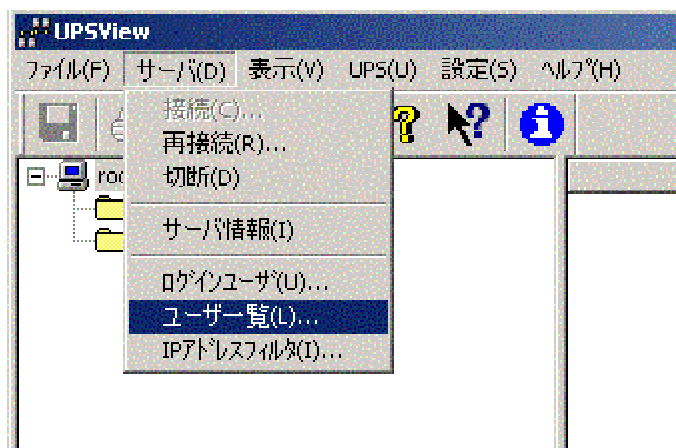 UPSView
ﾌｧｲﾙ(F) サーバ(D) 表示(V) UPS(U) 設定(S) ﾍﾙﾌﾟ(H)
接続(C)...
再接続(R)...
切断(D)
サーバ情報(I)
ﾛｸﾞｲﾝﾕｰｻﾞ(U)...
ユーザ一覧(L)...
IPｱﾄﾞﾚｽﾌｨﾙﾀ(I)...